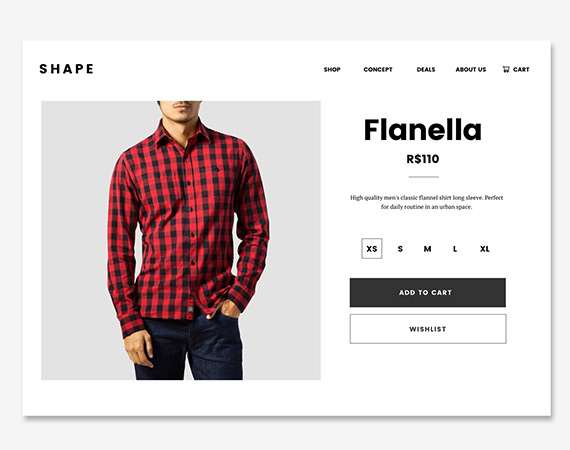 SHAPE
SHOP CONCEPT DEALS ABOUT US CART
Flanella
R$110
High quality men's classic flannel shirt long sleeve. Perfect
for daily routine in an urban space.
XS S M L XL
ADD TO CART
WISHLIST